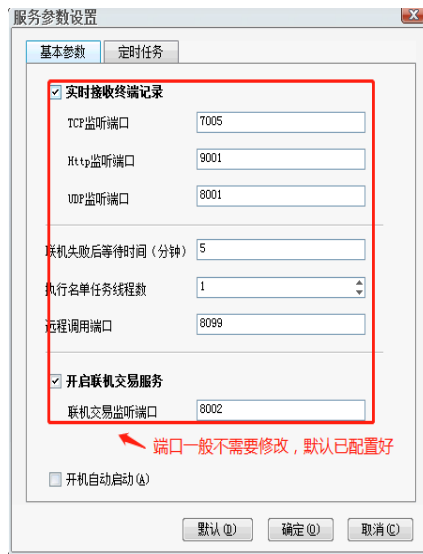 服务参数设置
基本参数 定时任务
实时接收终端记录
TCP监听端口 7005
Http监听端口 9001
UDP监听端口 8001
联机失败后等待时间（分钟） 5
执行名单任务线程数 1
远程调用端口 8099
开启联机交易服务
联机交易监听端口 8002
端口一般不需要修改，默认已配置好
开机自动启动(A)
默认(D) 确定(O) 取消(C)